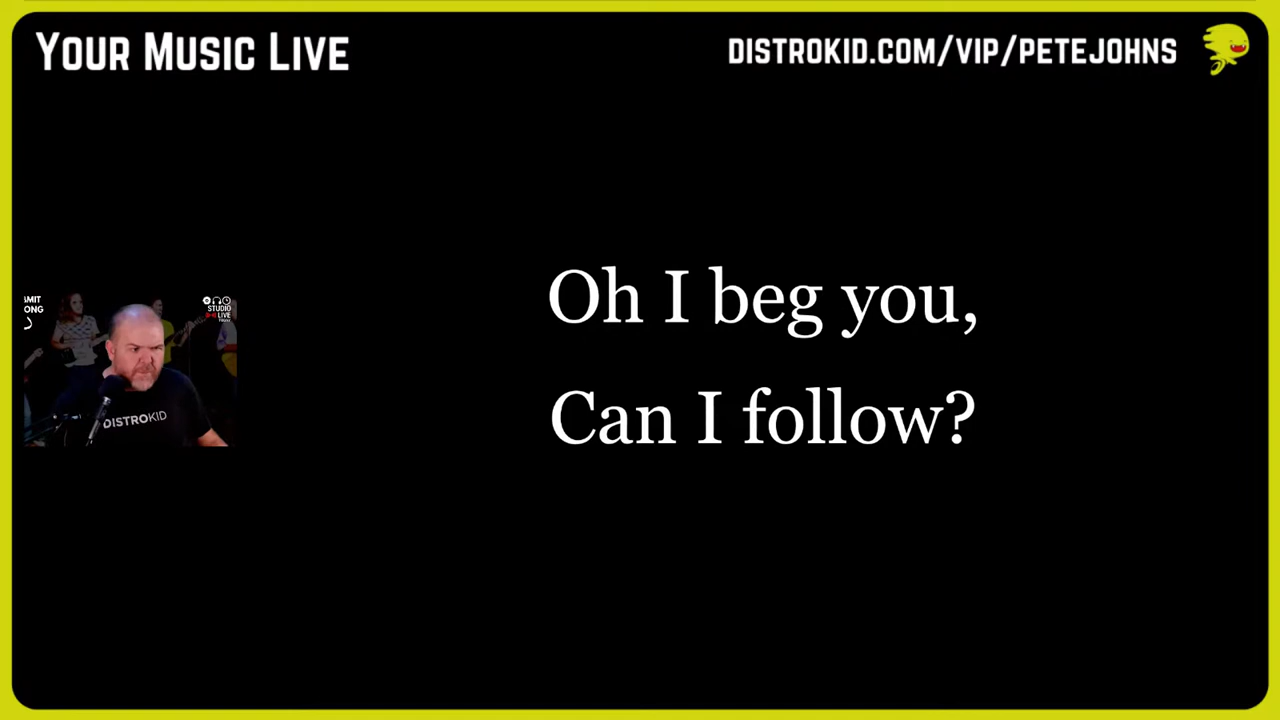 YOUR MUSIC LIVE
DISTROKID.COM/VIP/PETEJOHNS
STUDIO
LIVE
Oh I beg you,
Can I follow?
DISTROKID